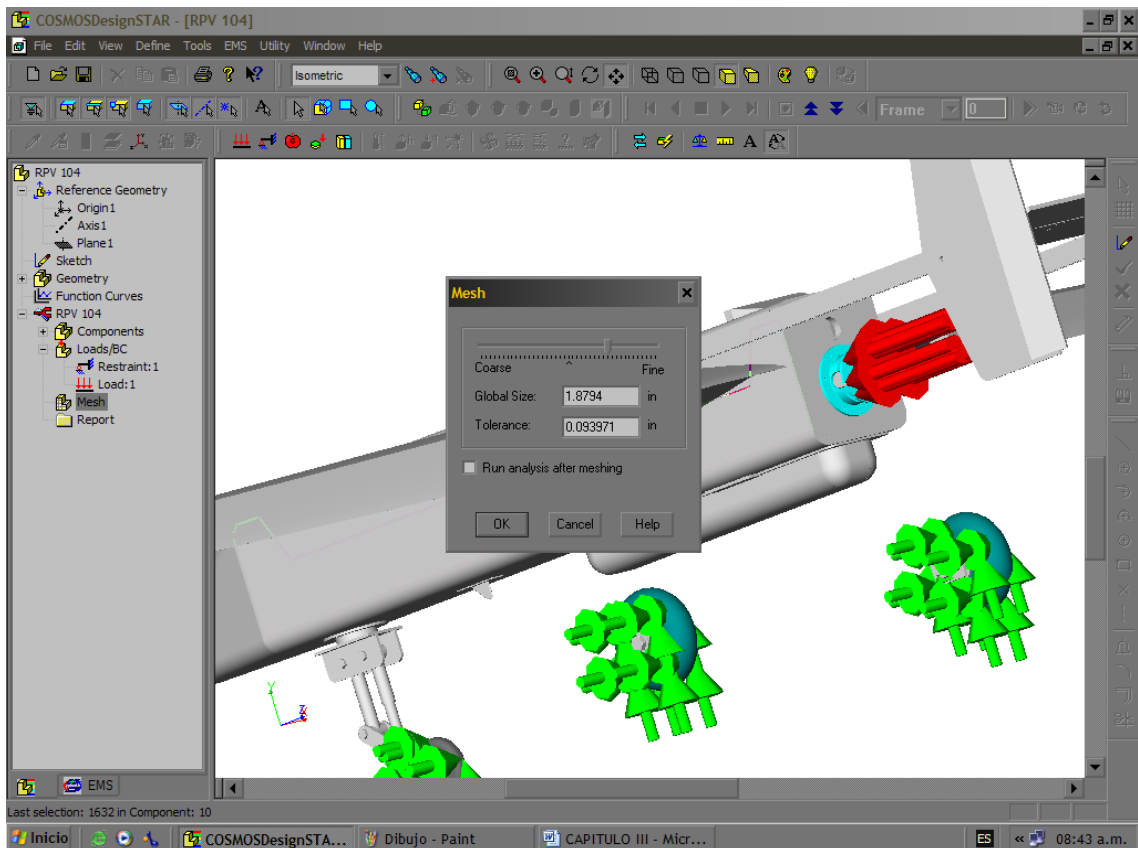 COSMOSDesignSTAR - [RPV 104]
File Edit View Define Tools EMS Utility Window Help
Isometric
A
Frame 0
A
RPV 104
Reference Geometry
Origin1
Axis1
Plane1
Sketch
Geometry
Function Curves
RPV 104
Components
Loads/BC
Restraint:1
Load:1
Mesh
Report
Mesh
Coarse ^ Fine
Global Size: 1.8794 in
Tolerance: 0.093971 in
Run analysis after meshing
OK Cancel Help
Y
X
Z
EMS
Last selection: 1632 in Component: 10
Inicio COSMOSDesignSTA... Dibujo - Paint CAPITULO III - Micr... ES « 08:43 a.m.